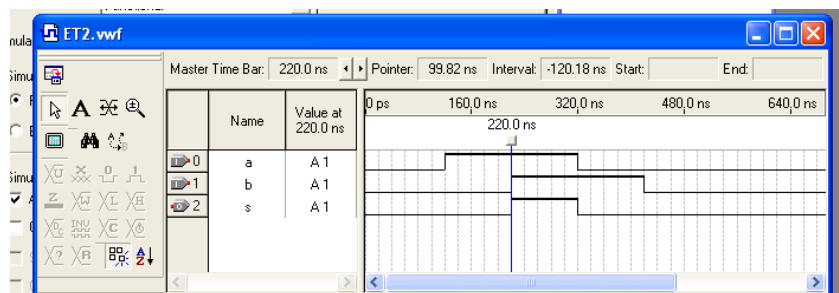 Functional
ET2.vwf
Master Time Bar: 220.0 ns Pointer: 99.82 ns Interval: -120.18 ns Start: End:
Name Value at 220.0 ns
0 ps 160.0 ns 320.0 ns 480.0 ns 640.0 ns
220.0 ns
0 a A 1
1 b A 1
2 s A 1